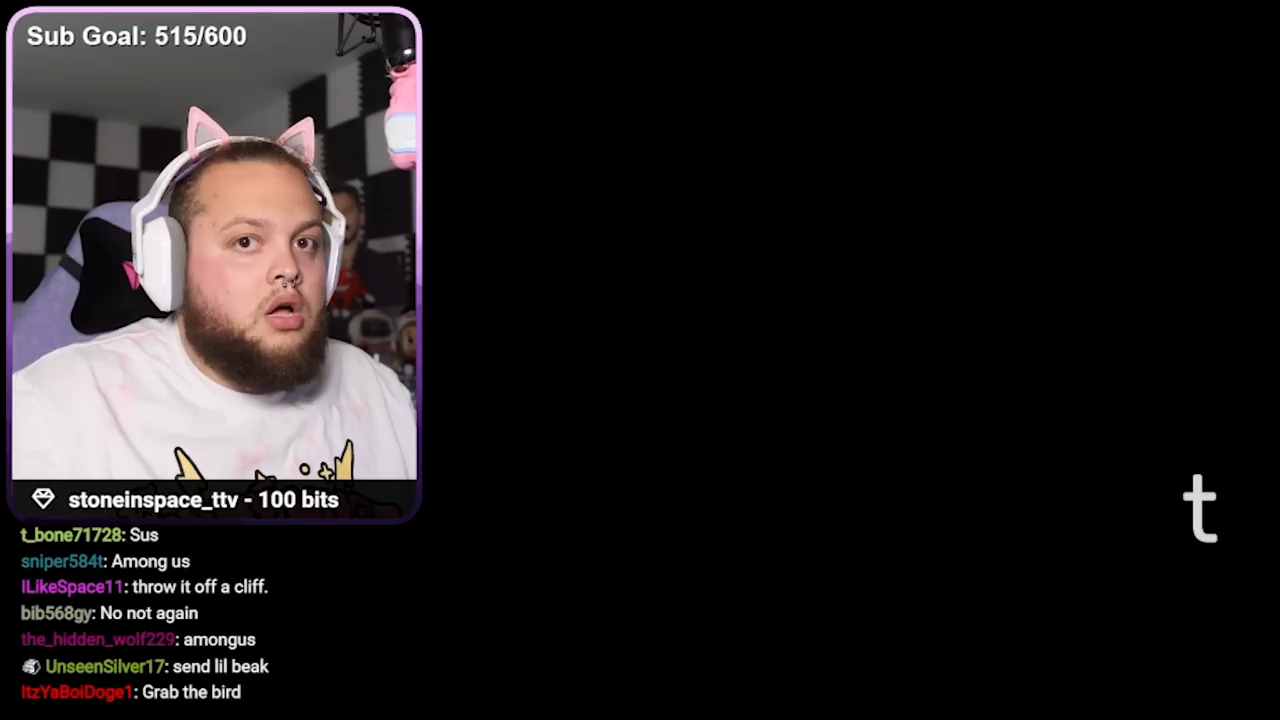 Sub Goal: 515/600
stoneinspace_ttv - 100 bits
t_bone71728: Sus
sniper584t: Among us
ILikeSpace11: throw it off a cliff.
bib568gy: No not again
the_hidden_wolf229: amongus
UnseenSilver17: send lil beak
ItzYaBoiDoge1: Grab the bird
t